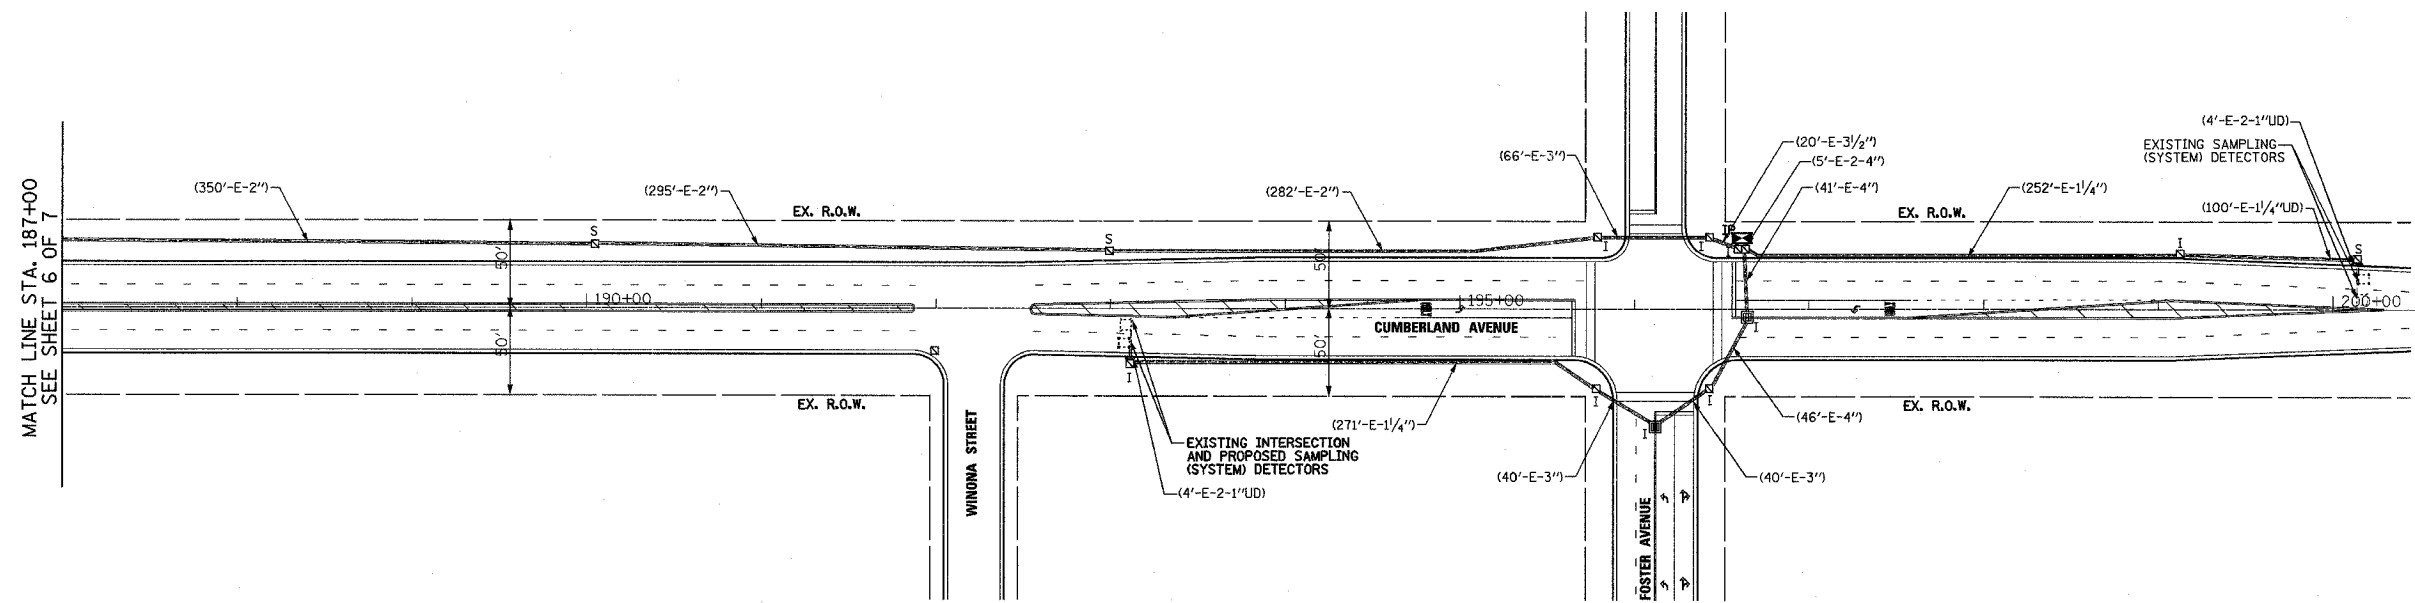 MATCH LINE STA. 187+00
SEE SHEET 6 OF 7
(350'-E-2")
(295'-E-2")
EX. R.O.W.
(282'-E-2")
(66'-E-3")
(20'-E-3½")
(5'-E-2-4")
(41'-E-4")
(252'-E-1¼")
EX. R.O.W.
(4'-E-2-1"UD)
EXISTING SAMPLING
(SYSTEM) DETECTORS
(100'-E-1¼"UD)
S
S
I
I
I
I
S
50'
50'
190+00
195+00
200+00
CUMBERLAND AVENUE
50'
50'
I
I
I
I
I
EX. R.O.W.
EX. R.O.W.
WINONA STREET
EXISTING INTERSECTION
AND PROPOSED SAMPLING
(SYSTEM) DETECTORS
(4'-E-2-1"UD)
(271'-E-1¼")
(40'-E-3")
(46'-E-4")
(40'-E-3")
FOSTER AVENUE